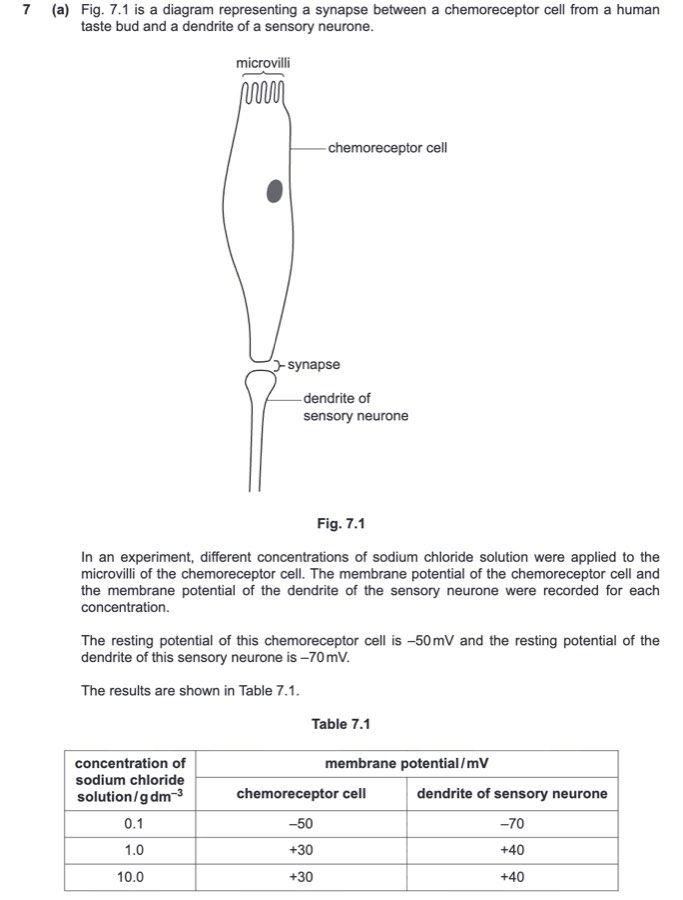 7 (a) Fig. 7.1 is a diagram representing a synapse between a chemoreceptor cell from a human
taste bud and a dendrite of a sensory neurone.
microvilli
chemoreceptor cell
synapse
dendrite of
sensory neurone
Fig. 7.1
In an experiment, different concentrations of sodium chloride solution were applied to the
microvilli of the chemoreceptor cell. The membrane potential of the chemoreceptor cell and
the membrane potential of the dendrite of the sensory neurone were recorded for each
concentration.
The resting potential of this chemoreceptor cell is –50 mV and the resting potential of the
dendrite of this sensory neurone is –70 mV.
The results are shown in Table 7.1.
Table 7.1
concentration of
sodium chloride
solution / g dm⁻³
membrane potential / mV
chemoreceptor cell dendrite of sensory neurone
0.1 –50 –70
1.0 +30 +40
10.0 +30 +40